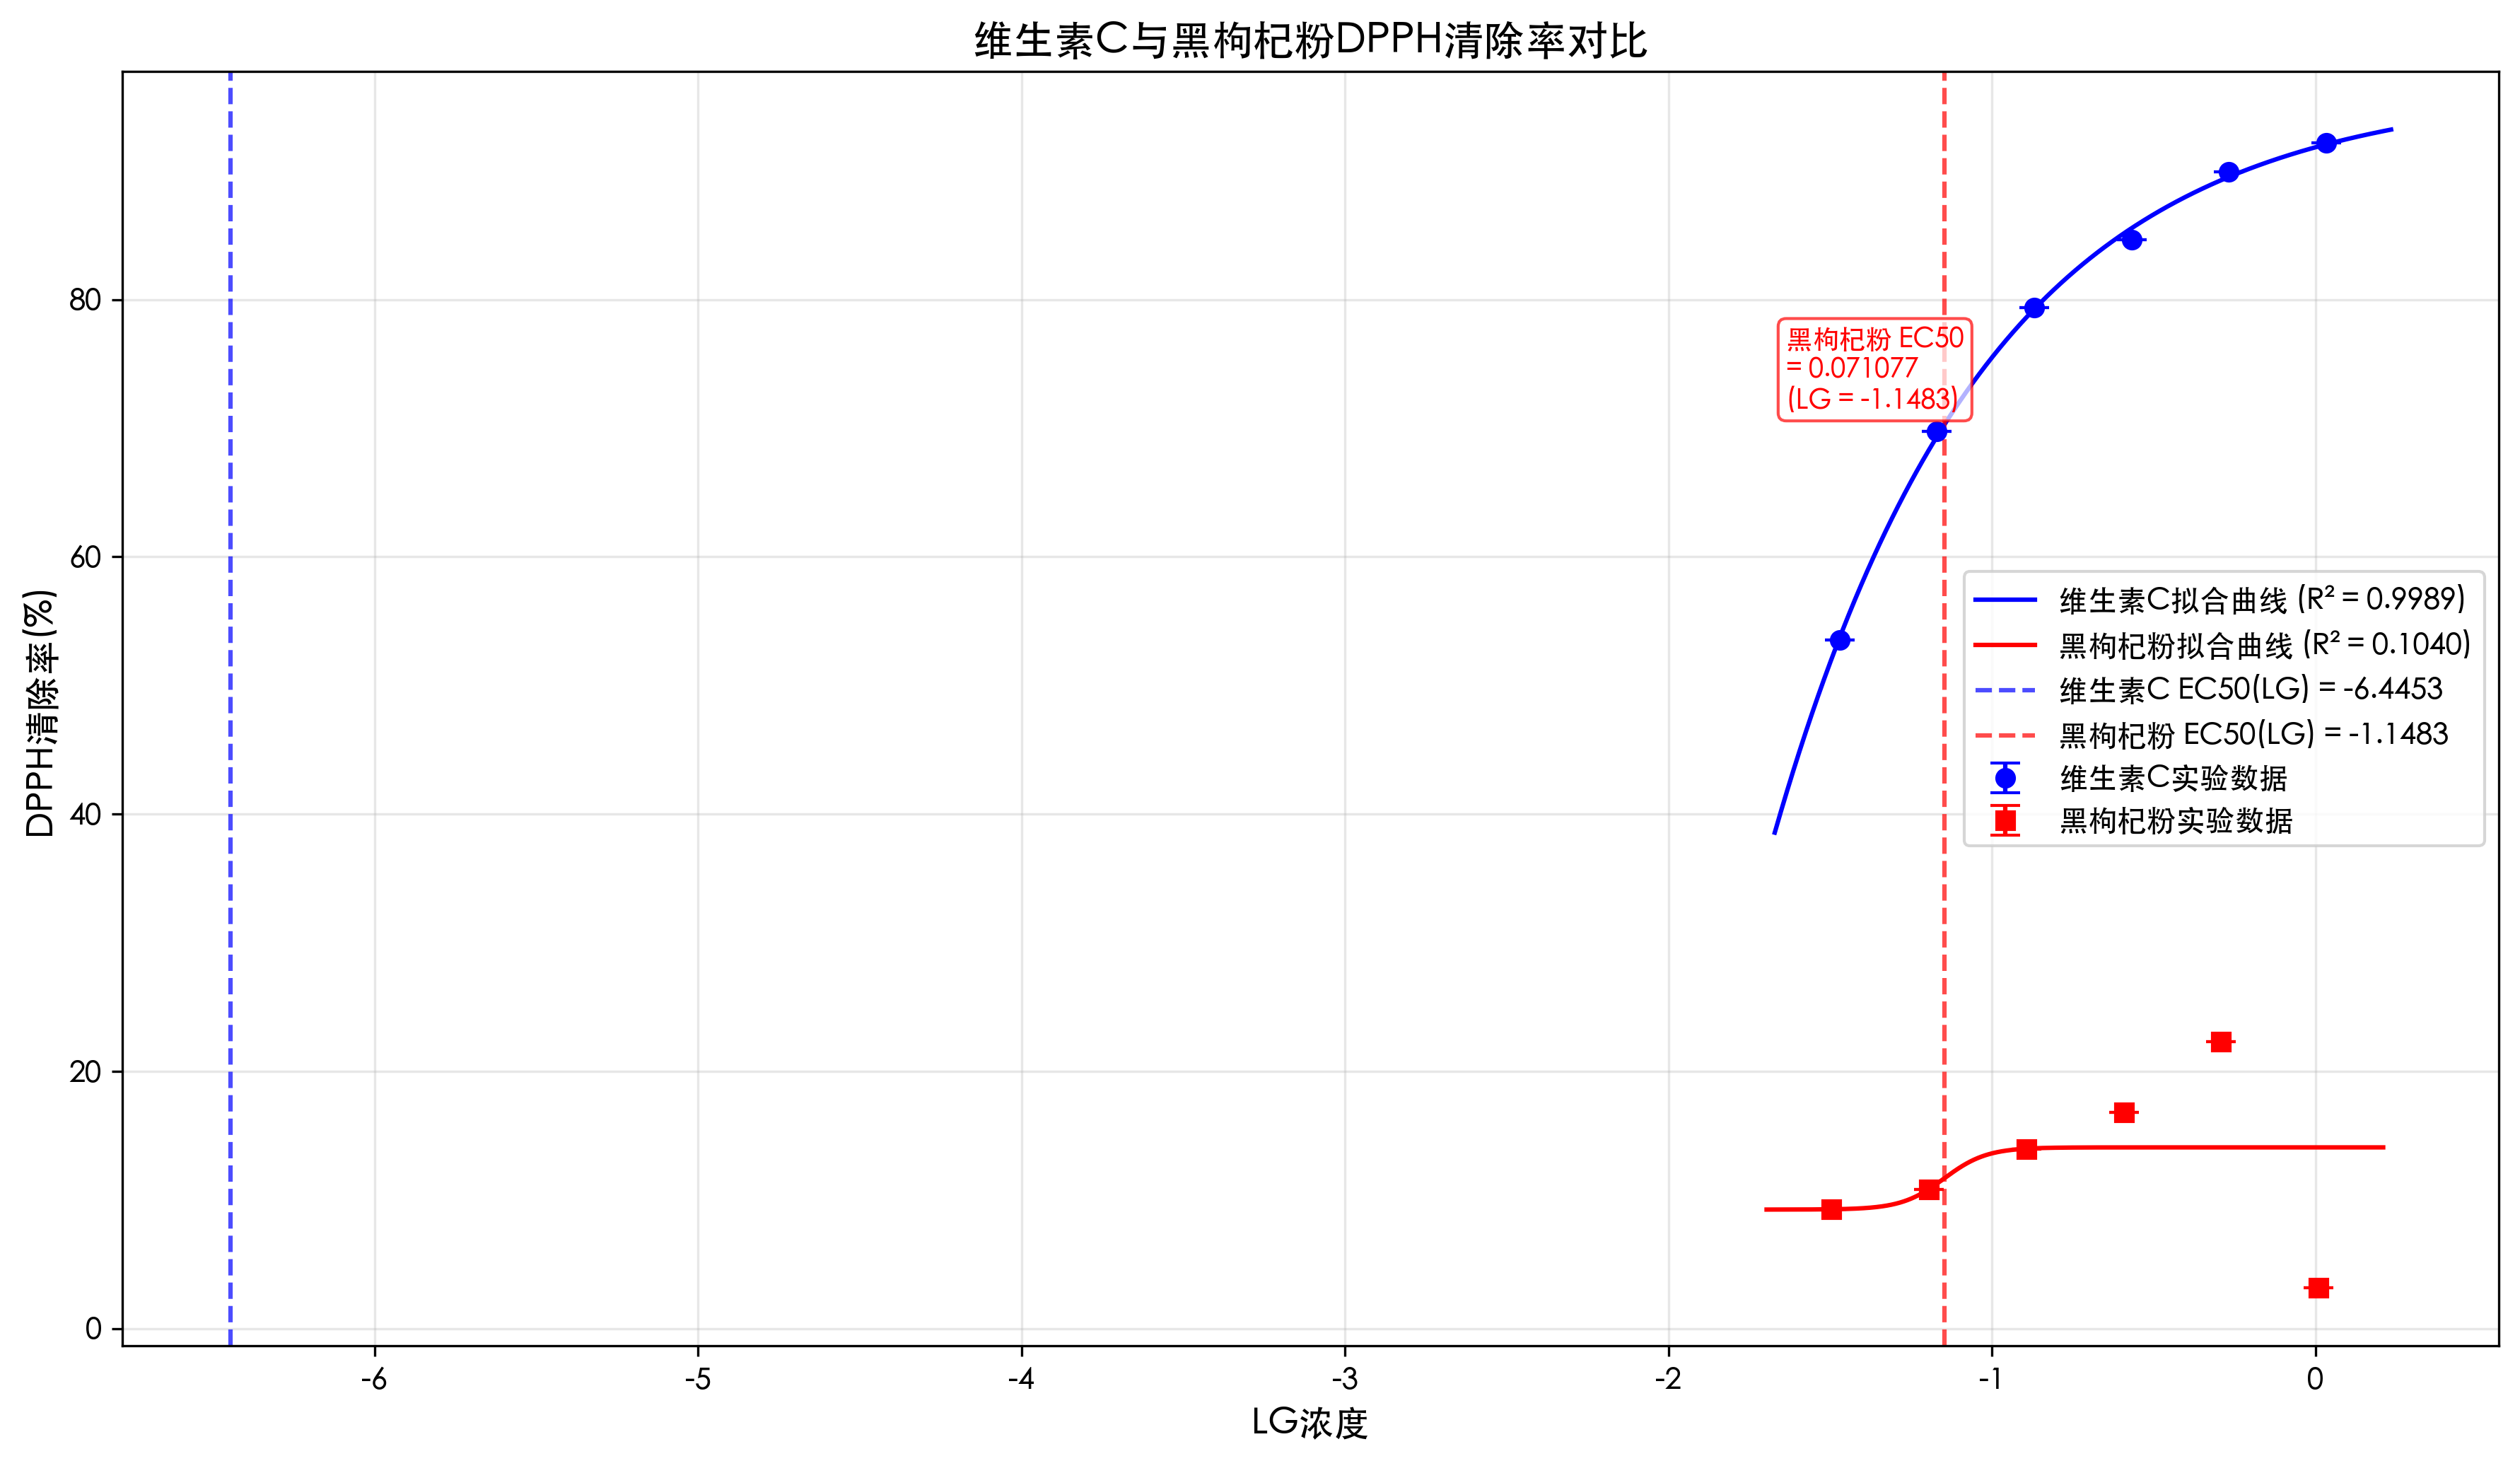 维生素C与黑枸杞粉DPPH清除率对比
DPPH清除率(%)
80
60
40
20
0
黑枸杞粉 EC50
= 0.071077
(LG = -1.1483)
维生素C拟合曲线 (R² = 0.9989)
黑枸杞粉拟合曲线 (R² = 0.1040)
维生素C EC50(LG) = -6.4453
黑枸杞粉 EC50(LG) = -1.1483
维生素C实验数据
黑枸杞粉实验数据
-6
-5
-4
-3
-2
-1
0
LG浓度